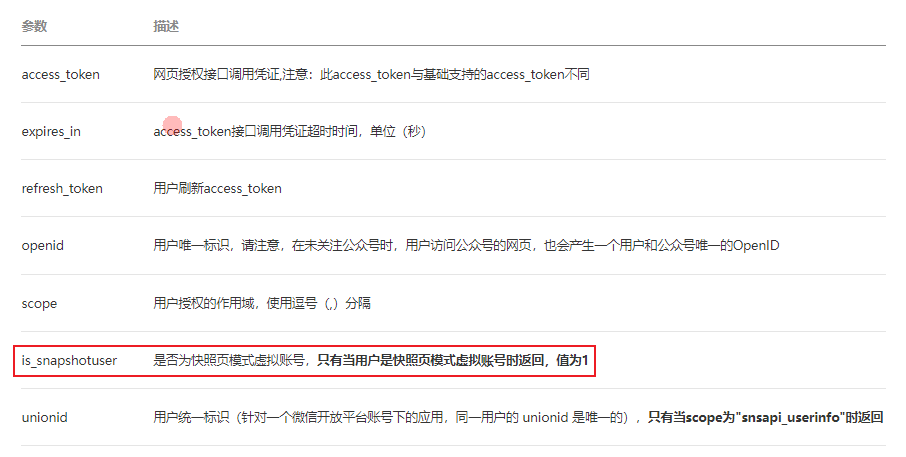 参数 描述
access_token 网页授权接口调用凭证,注意：此access_token与基础支持的access_token不同
expires_in access_token接口调用凭证超时时间，单位（秒）
refresh_token 用户刷新access_token
openid 用户唯一标识，请注意，在未关注公众号时，用户访问公众号的网页，也会产生一个用户和公众号唯一的OpenID
scope 用户授权的作用域，使用逗号（,）分隔
is_snapshotuser 是否为快照页模式虚拟账号，只有当用户是快照页模式虚拟账号时返回，值为1
unionid 用户统一标识（针对一个微信开放平台账号下的应用，同一用户的 unionid 是唯一的），只有当scope为"snsapi_userinfo"时返回